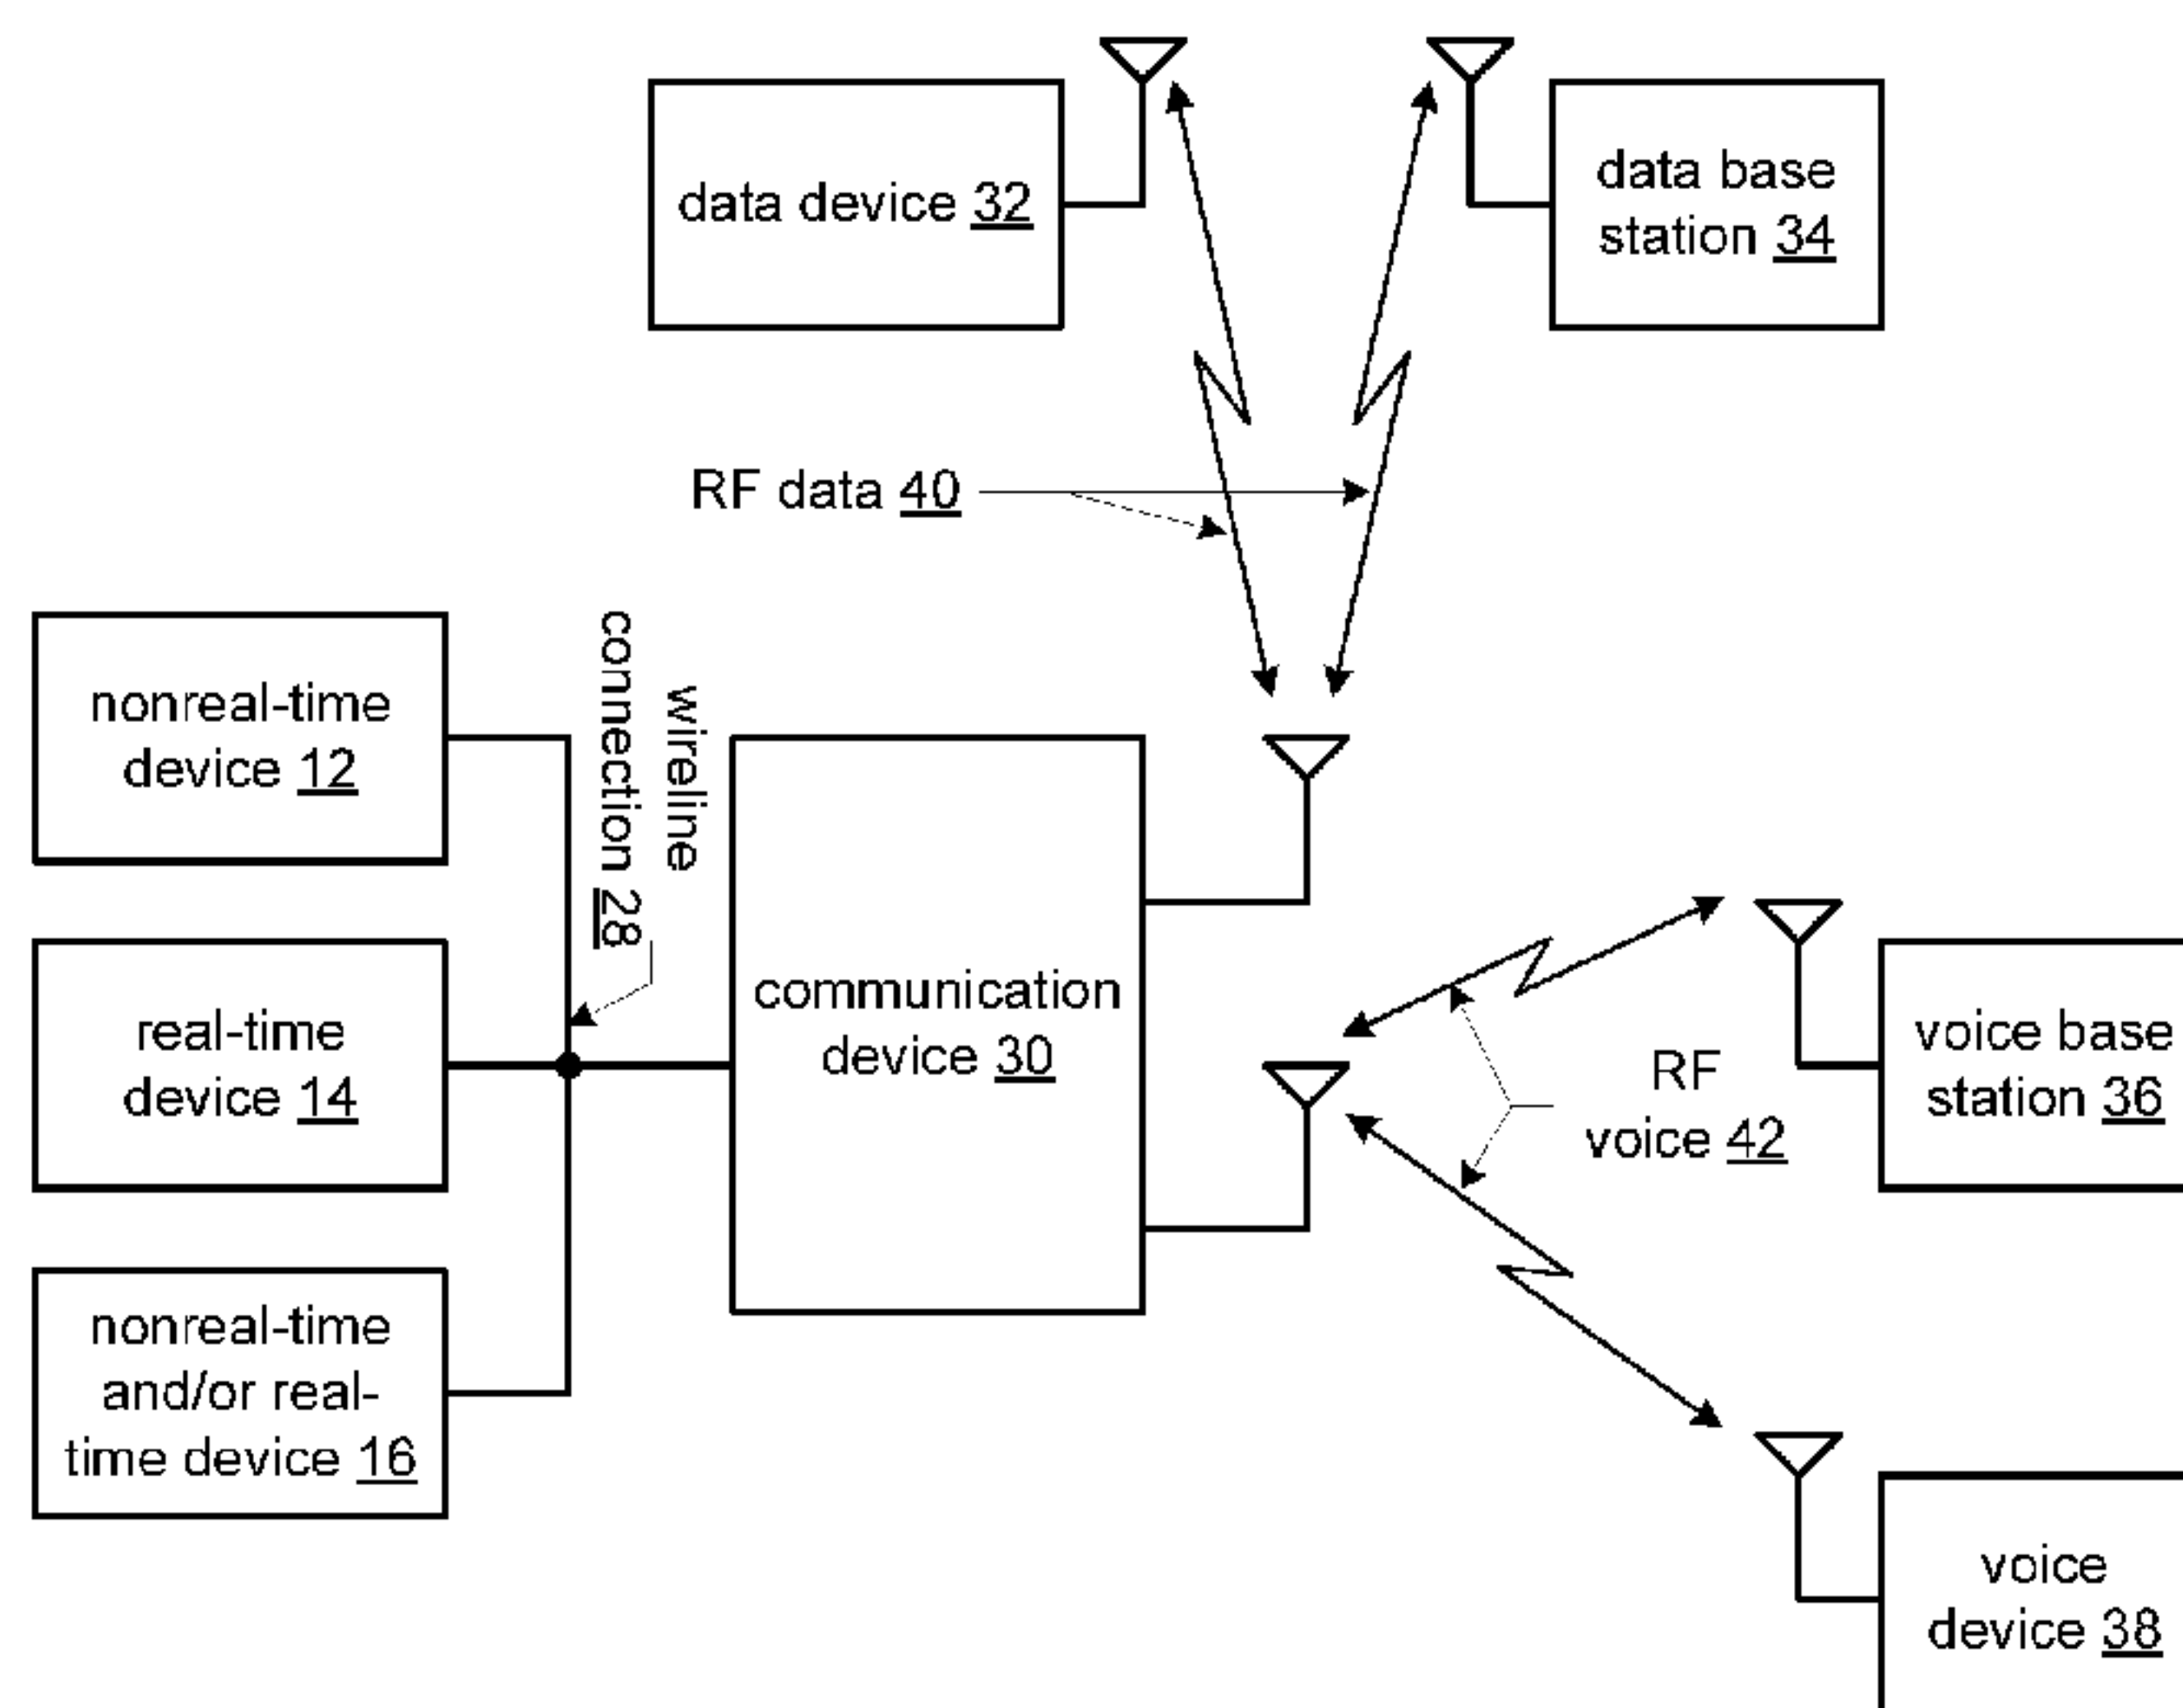 data device 32
data base
station 34
RF data 40
nonreal-time
device 12
wireline
connection 28
real-time
device 14
nonreal-time
and/or real-
time device 16
communication
device 30
voice base
station 36
RF
voice 42
voice
device 38